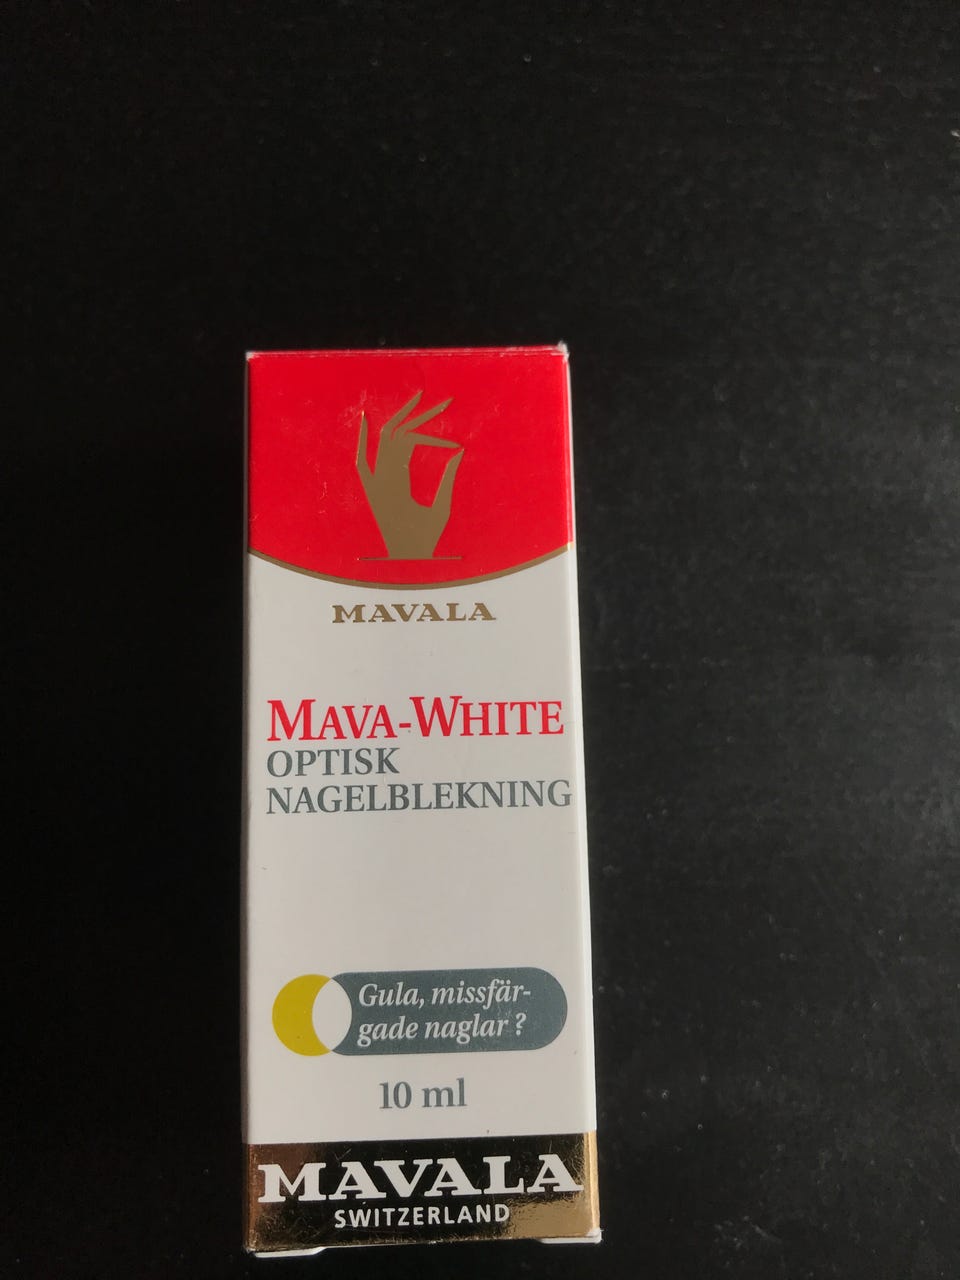 MAVALA
MAVA-WHITE
OPTISK
NAGELBLEKNING
Gula, missfär-
gade naglar ?
10 ml
MAVALA
SWITZERLAND